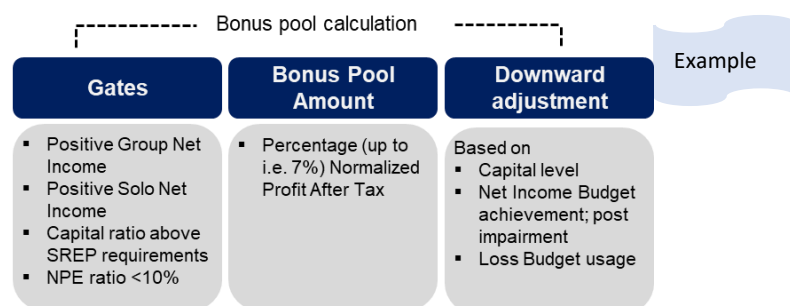 Bonus pool calculation
Example
Gates
▪ Positive Group Net
Income
▪ Positive Solo Net
Income
▪ Capital ratio above
SREP requirements
▪ NPE ratio <10%
Bonus Pool
Amount
▪ Percentage (up to
i.e. 7%) Normalized
Profit After Tax
Downward
adjustment
Based on
▪ Capital level
▪ Net Income Budget
achievement; post
impairment
▪ Loss Budget usage